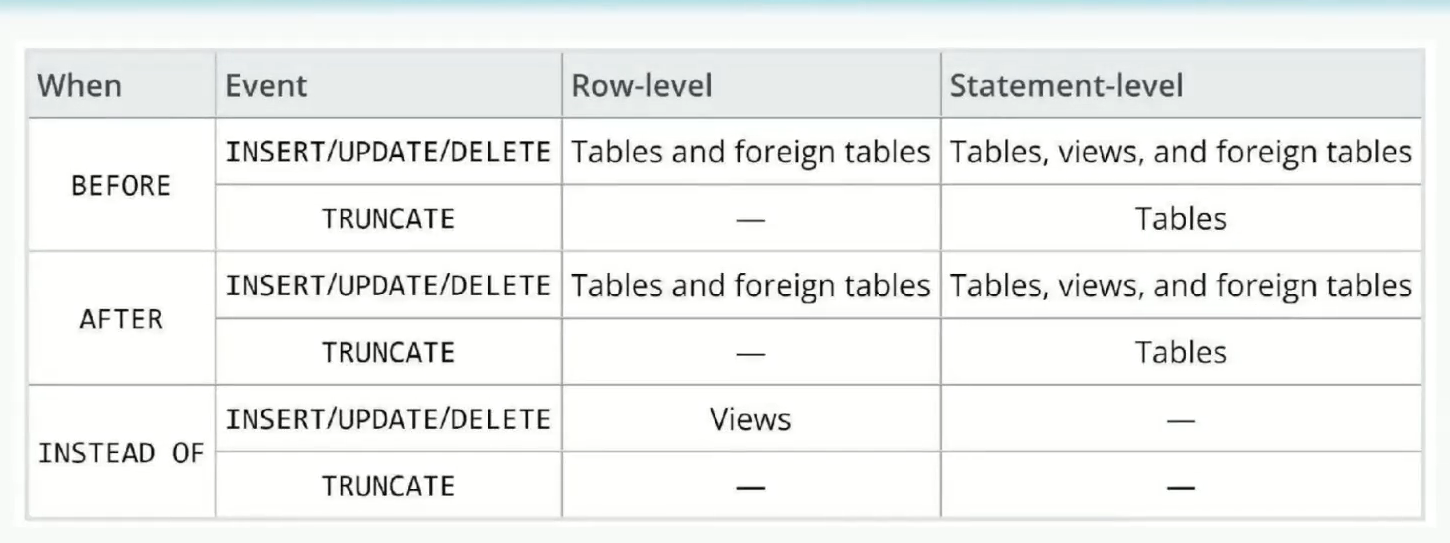 When Event Row-level Statement-level
BEFORE INSERT/UPDATE/DELETE Tables and foreign tables Tables, views, and foreign tables
TRUNCATE — Tables
AFTER INSERT/UPDATE/DELETE Tables and foreign tables Tables, views, and foreign tables
TRUNCATE — Tables
INSTEAD OF INSERT/UPDATE/DELETE Views —
TRUNCATE — —